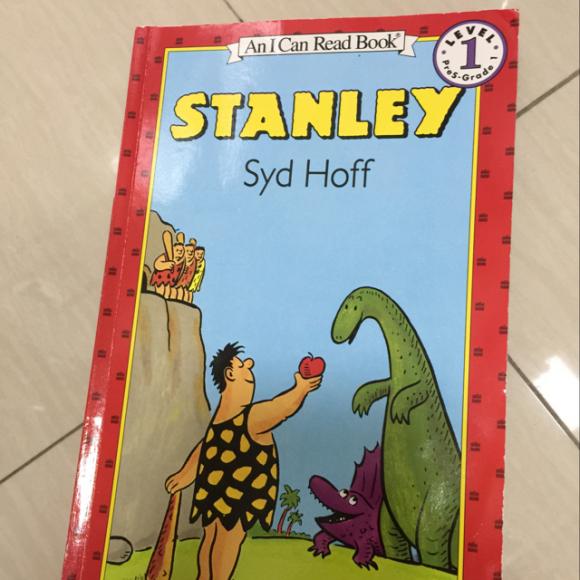 An I Can Read Book®
LEVEL
1
PreS-Grade 1
STANLEY
Syd Hoff